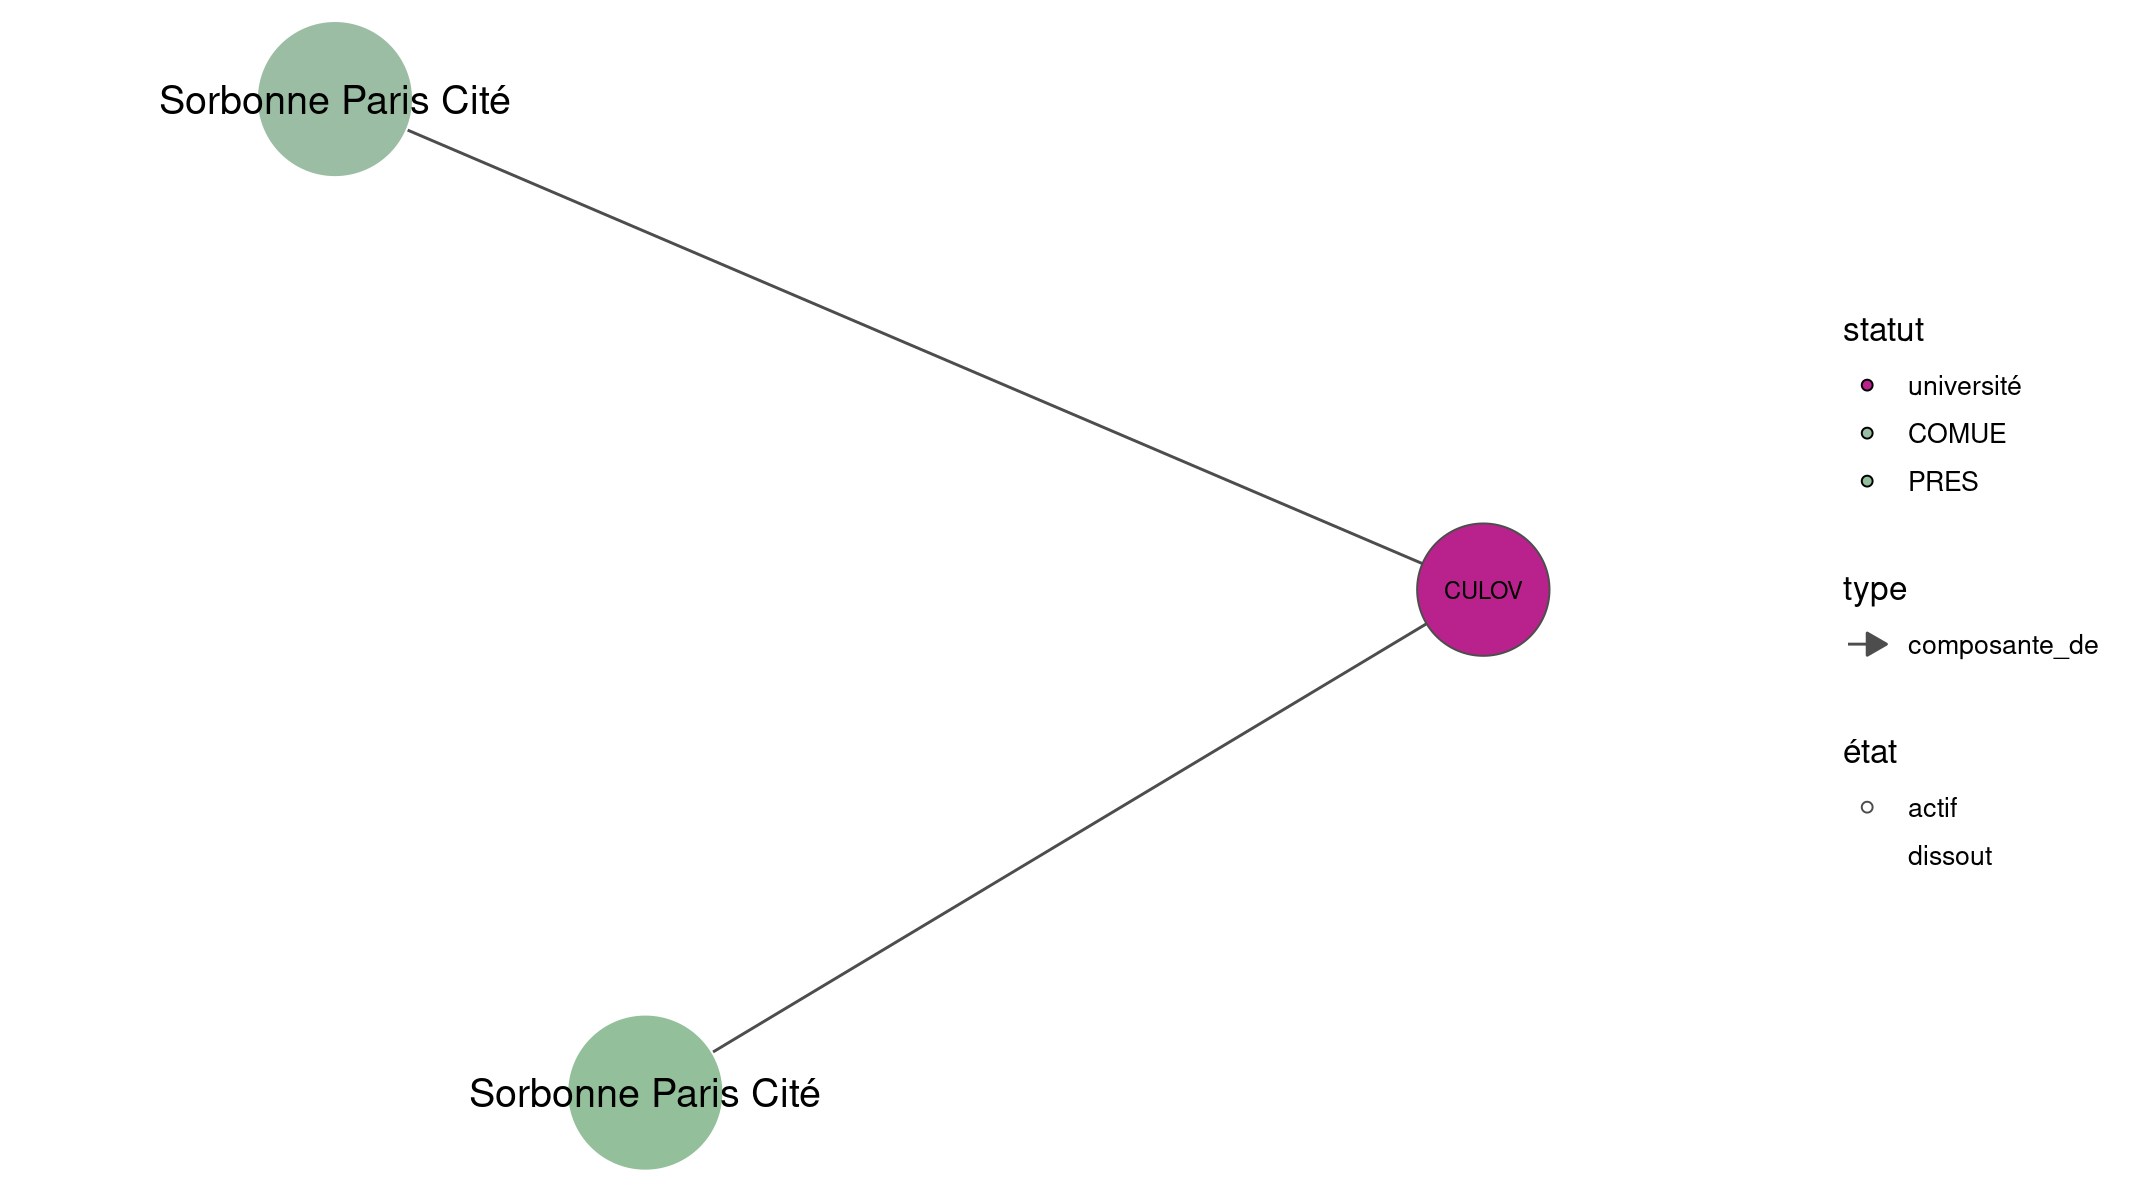 Sorbonne Paris Cité
CULOV
Sorbonne Paris Cité
statut
université
COMUE
PRES
type
composante_de
état
actif
dissout